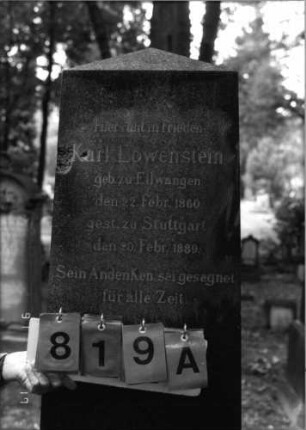 Hier ruht in Frieden
Karl Löwenstein
geb. zu Ellwangen
den 22. Febr. 1860
gest. zu Stuttgart
den 20. Febr. 1889.
Sein Andenken sei gesegnet
für alle Zeit.
819A